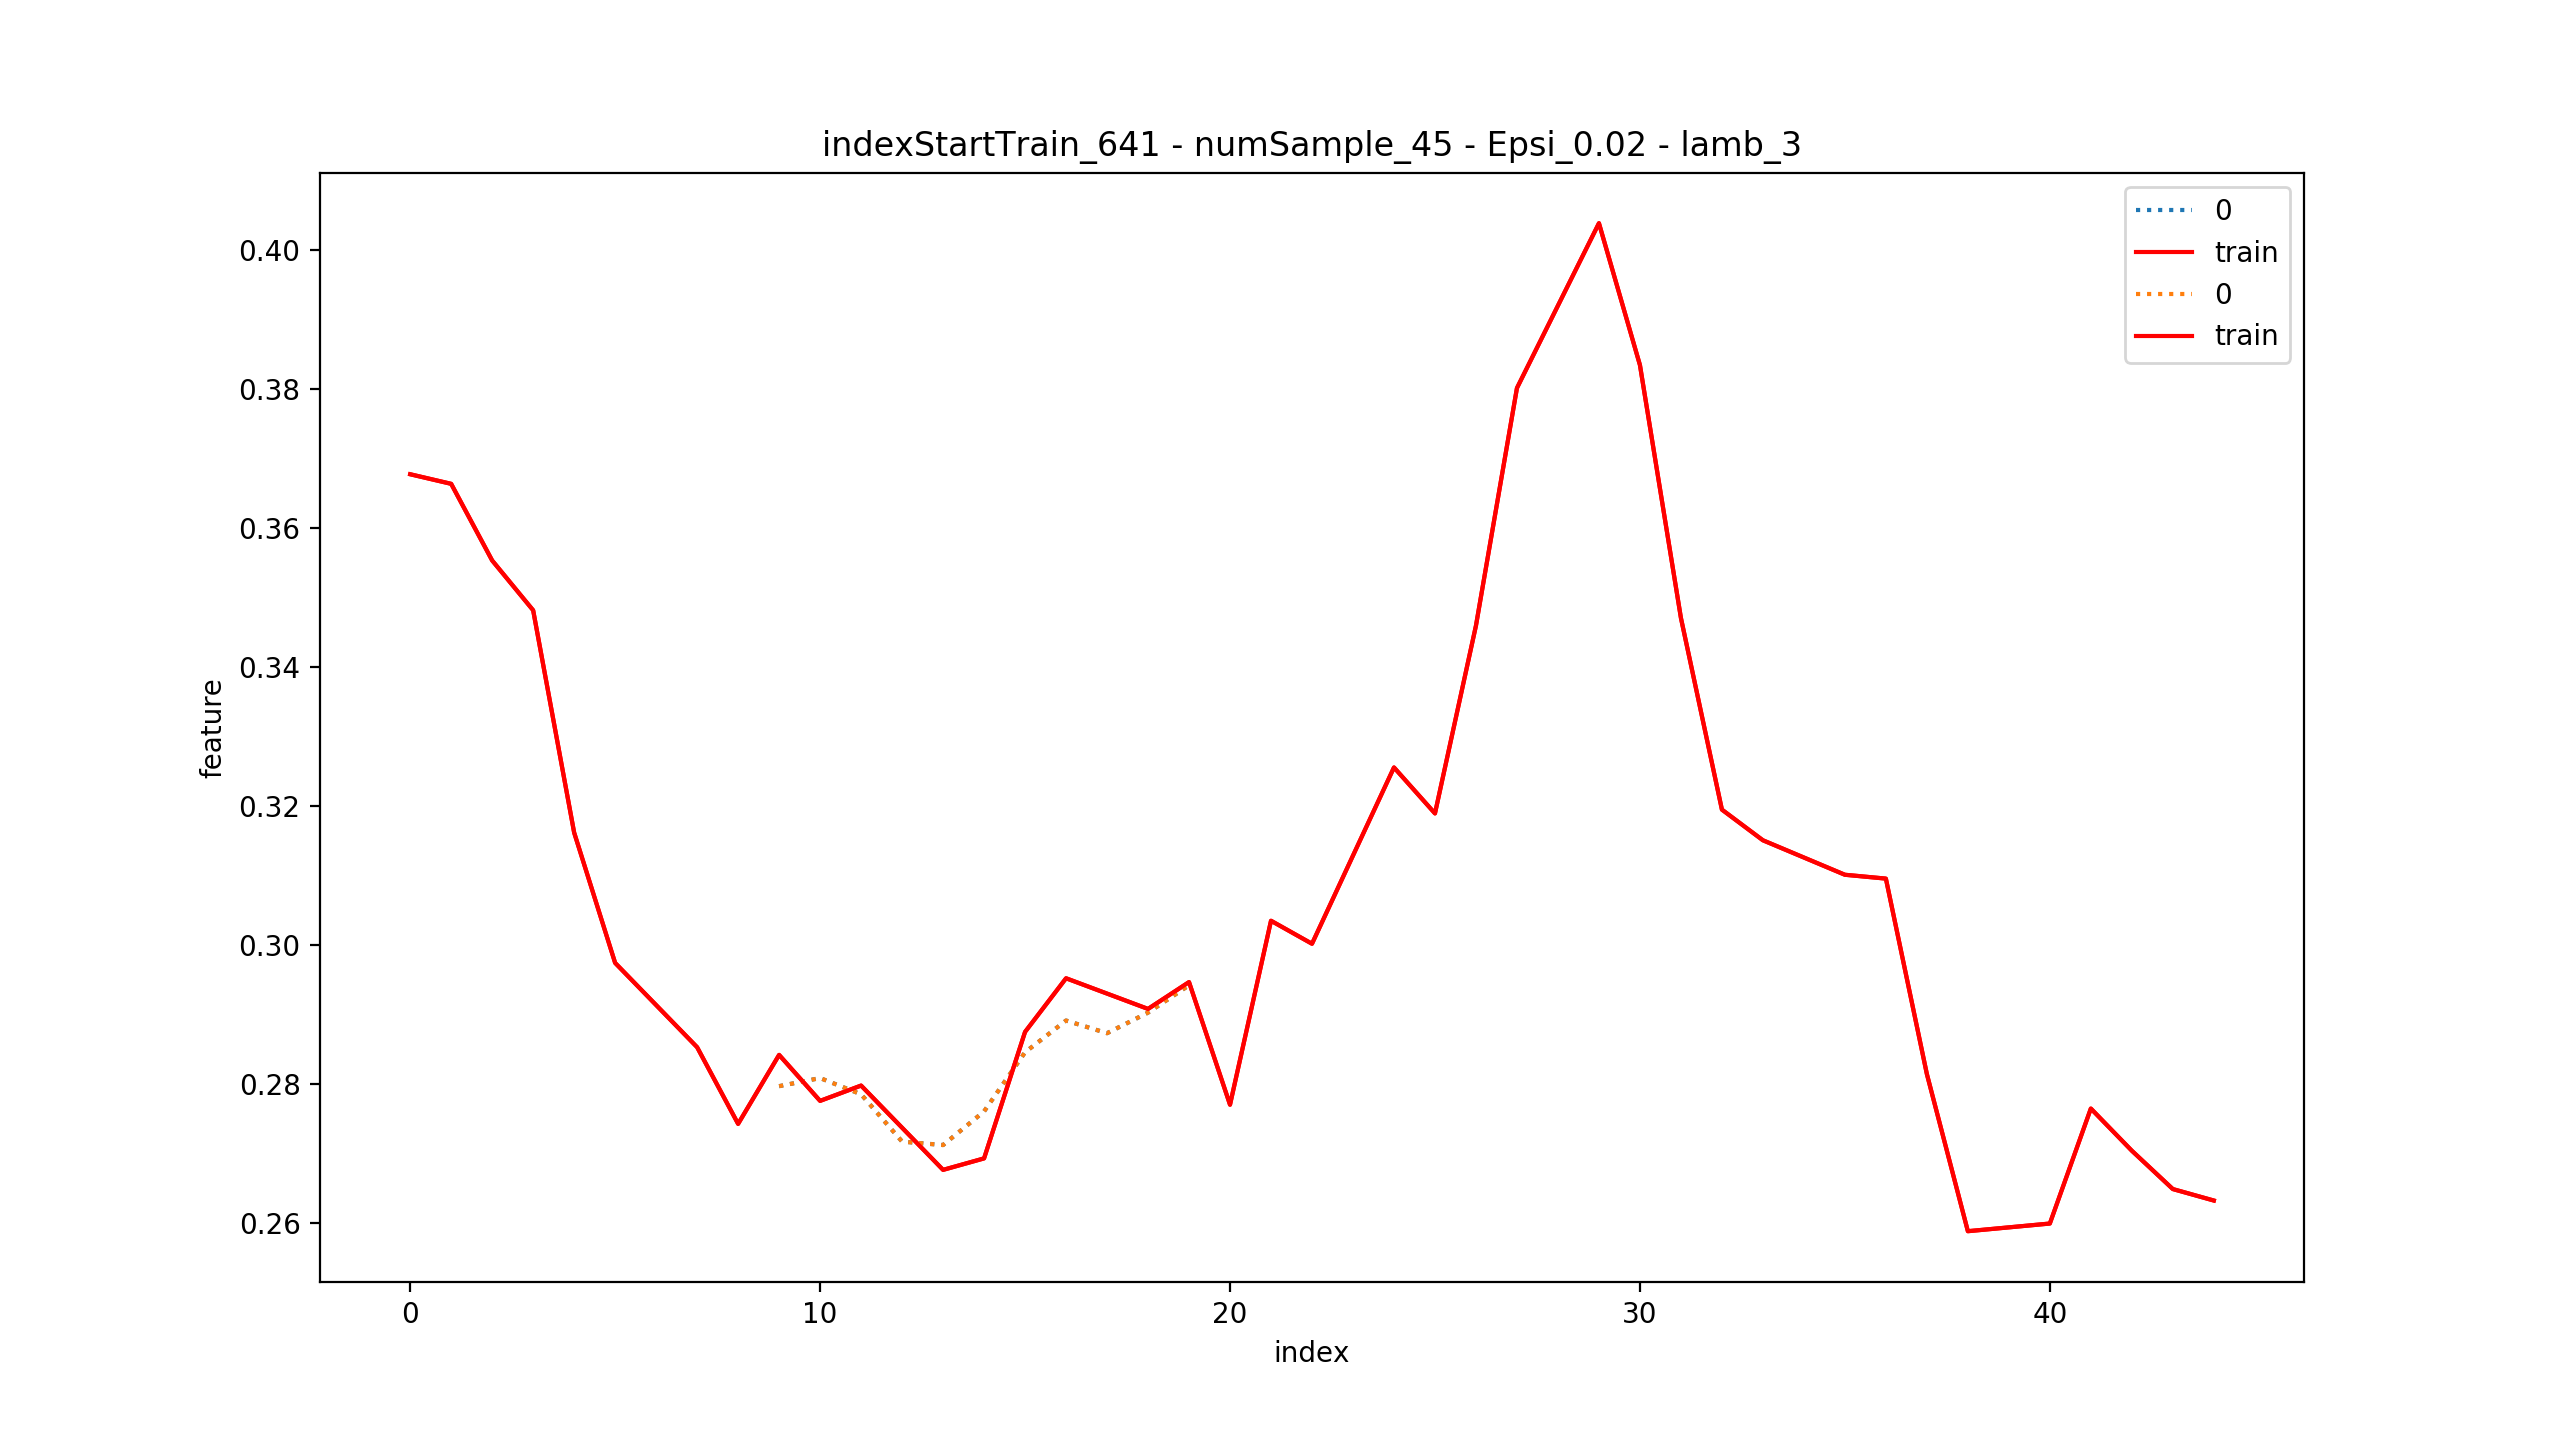 indexStartTrain_641 - numSample_45 - Epsi_0.02 - lamb_3
0
train
0
train
0.40
0.38
0.36
0.34
0.32
0.30
0.28
0.26
feature
0 10 20 30 40
index